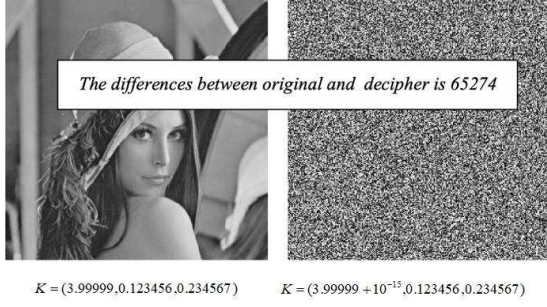 The differences between original and decipher is 65274
K = (3.99999,0.123456,0.234567)
K = (3.99999 +10⁻¹⁵,0.123456,0.234567)